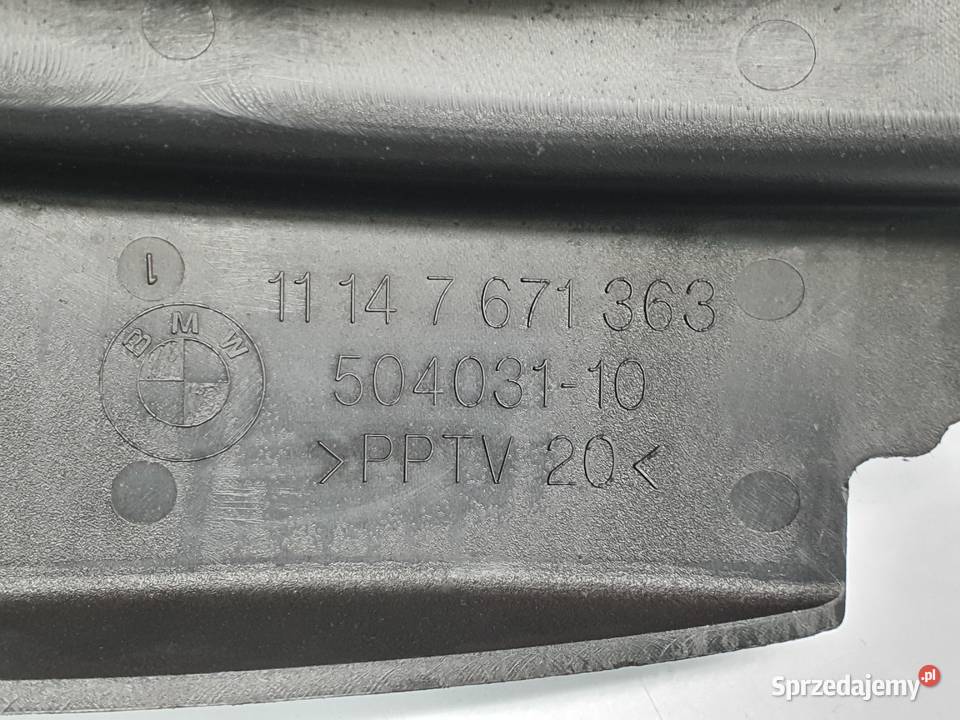 1
BMW
11 14 7 671 363
504031-10
>PPTV 20<
Sprzedajemy.pl